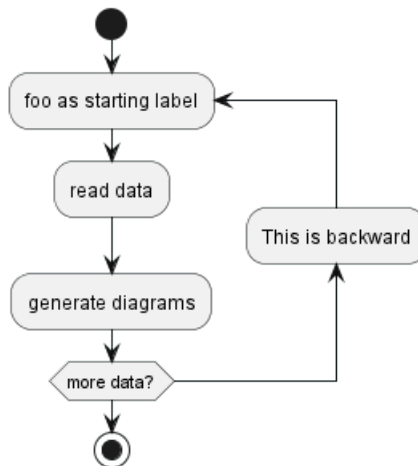 foo as starting label
read data
This is backward
generate diagrams
more data?